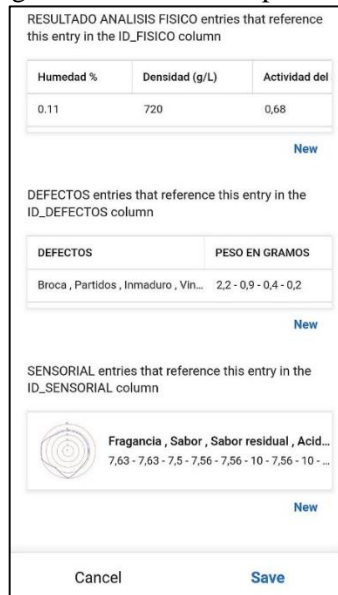 RESULTADO ANALISIS FISICO entries that reference
this entry in the ID_FISICO column
Humedad % Densidad (g/L) Actividad del
0.11 720 0,68
New
DEFECTOS entries that reference this entry in the
ID_DEFECTOS column
DEFECTOS PESO EN GRAMOS
Broca , Partidos , Inmaduro , Vin... 2,2 - 0,9 - 0,4 - 0,2
New
SENSORIAL entries that reference this entry in the
ID_SENSORIAL column
Fragancia , Sabor , Sabor residual , Acid...
7,63 - 7,63 - 7,5 - 7,56 - 7,56 - 10 - 7,56 - 10 - ...
New
Cancel Save